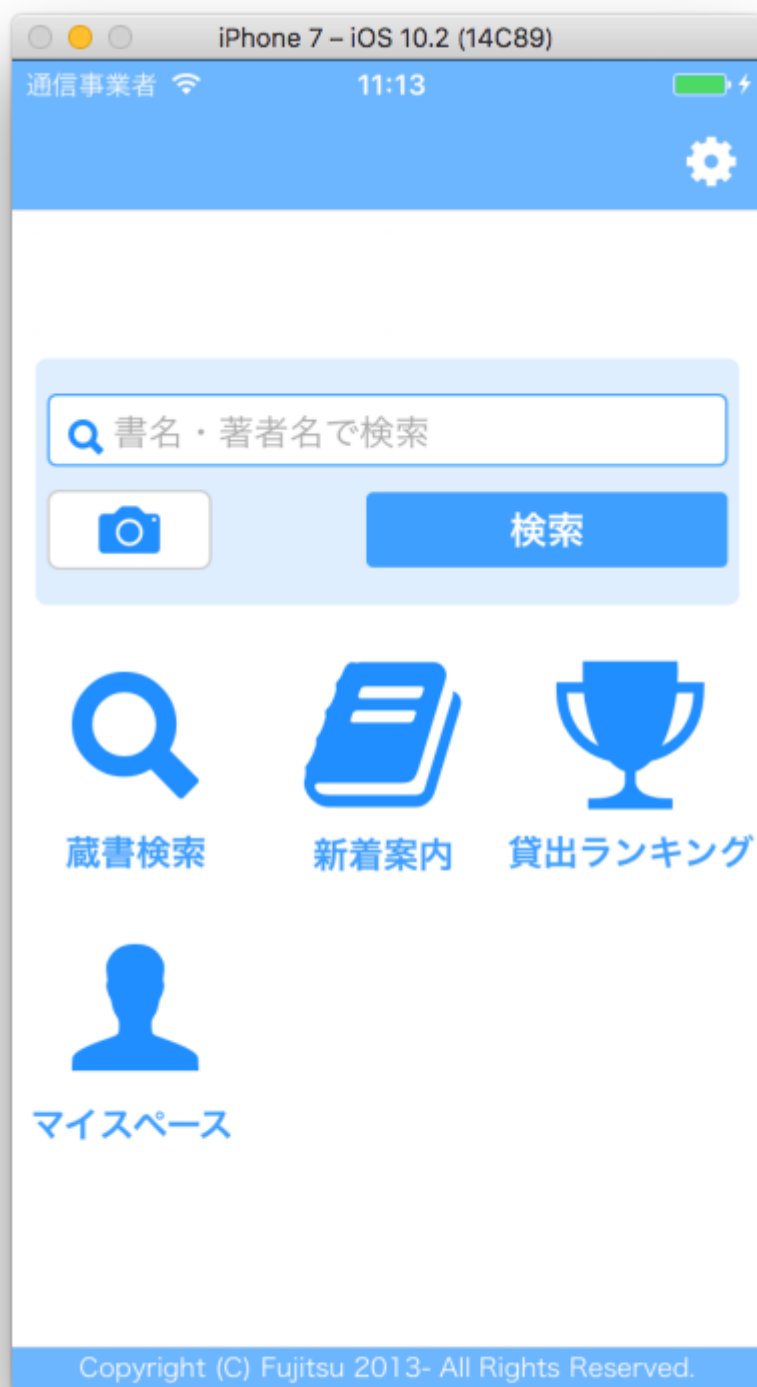 iPhone 7 – iOS 10.2 (14C89)
通信事業者 11:13
書名・著者名で検索
検索
蔵書検索 新着案内 貸出ランキング
マイスペース
Copyright (C) Fujitsu 2013- All Rights Reserved.